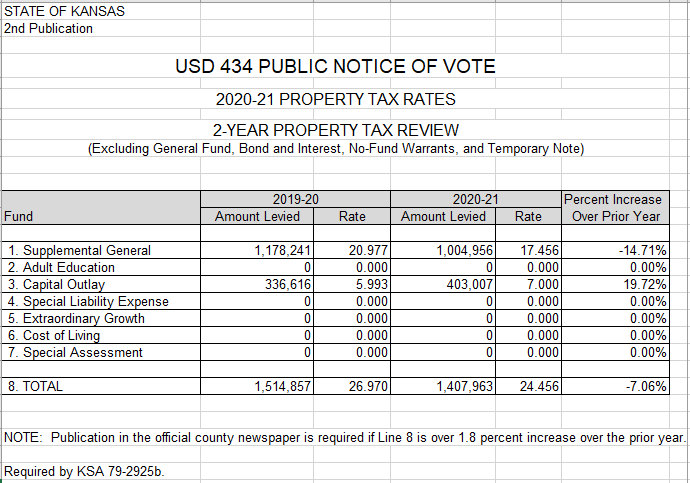 STATE OF KANSAS
2nd Publication
USD 434 PUBLIC NOTICE OF VOTE
2020-21 PROPERTY TAX RATES
2-YEAR PROPERTY TAX REVIEW
(Excluding General Fund, Bond and Interest, No-Fund Warrants, and Temporary Note)
2019-20 2020-21 Percent Increase
Fund Amount Levied Rate Amount Levied Rate Over Prior Year
1. Supplemental General 1,178,241 20.977 1,004,956 17.456 -14.71%
2. Adult Education 0 0.000 0 0.000 0.00%
3. Capital Outlay 336,616 5.993 403,007 7.000 19.72%
4. Special Liability Expense 0 0.000 0 0.000 0.00%
5. Extraordinary Growth 0 0.000 0 0.000 0.00%
6. Cost of Living 0 0.000 0 0.000 0.00%
7. Special Assessment 0 0.000 0 0.000 0.00%
8. TOTAL 1,514,857 26.970 1,407,963 24.456 -7.06%
NOTE: Publication in the official county newspaper is required if Line 8 is over 1.8 percent increase over the prior year.
Required by KSA 79-2925b.